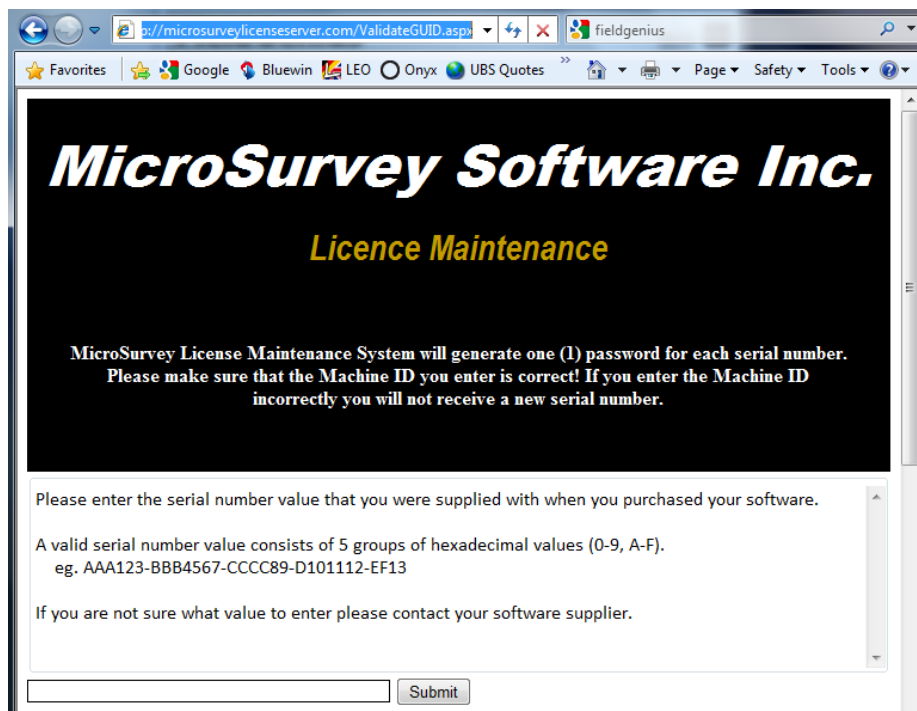 p://microsurveylicenseserver.com/ValidateGUID.aspx
fieldgenius
Favorites Google Bluewin LEO Onyx UBS Quotes » Page Safety Tools
MicroSurvey Software Inc.
Licence Maintenance
MicroSurvey License Maintenance System will generate one (1) password for each serial number.
Please make sure that the Machine ID you enter is correct! If you enter the Machine ID
incorrectly you will not receive a new serial number.
Please enter the serial number value that you were supplied with when you purchased your software.
A valid serial number value consists of 5 groups of hexadecimal values (0-9, A-F).
eg. AAA123-BBB4567-CCCC89-D101112-EF13
If you are not sure what value to enter please contact your software supplier.
Submit